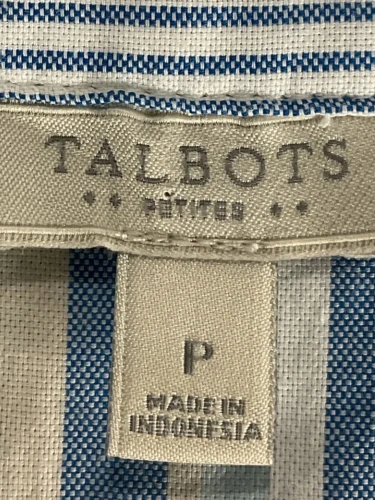 TALBOTS
PETITES
P
MADE IN
INDONESIA